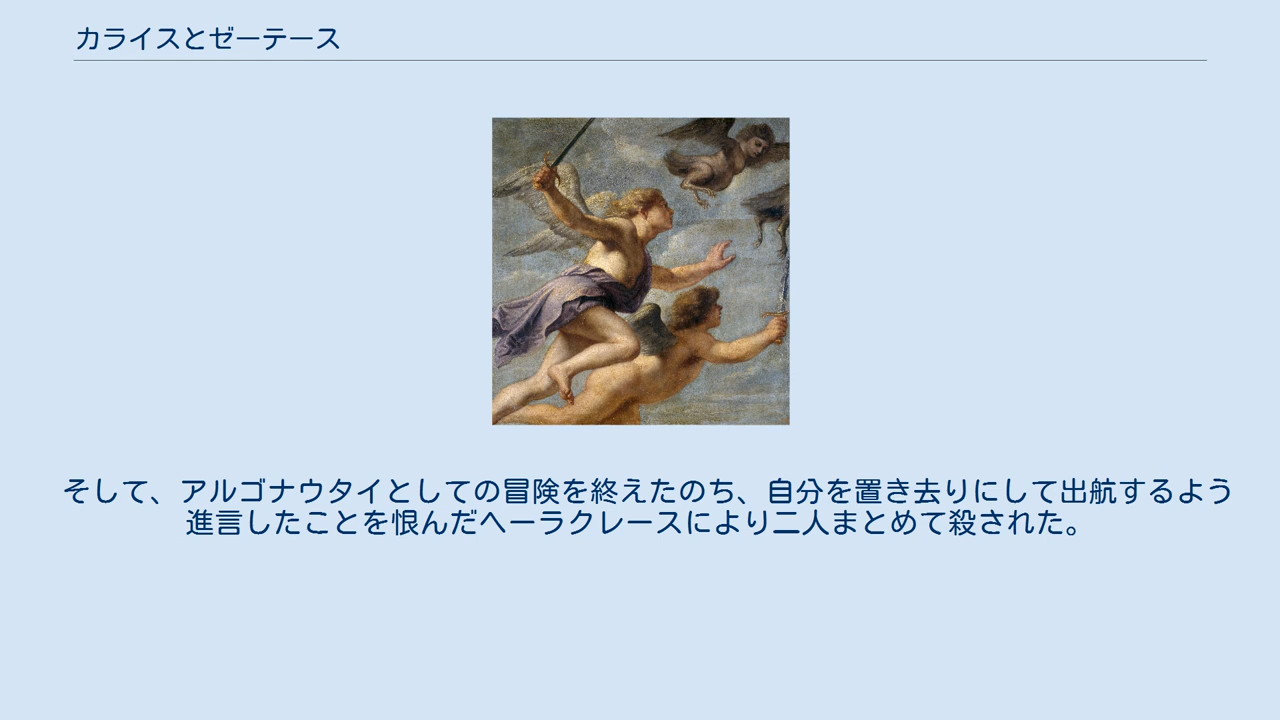 カライスとゼーテース
そして、アルゴナウタイとしての冒険を終えたのち、自分を置き去りにして出航するよう
進言したことを恨んだヘーラクレースにより二人まとめて殺された。